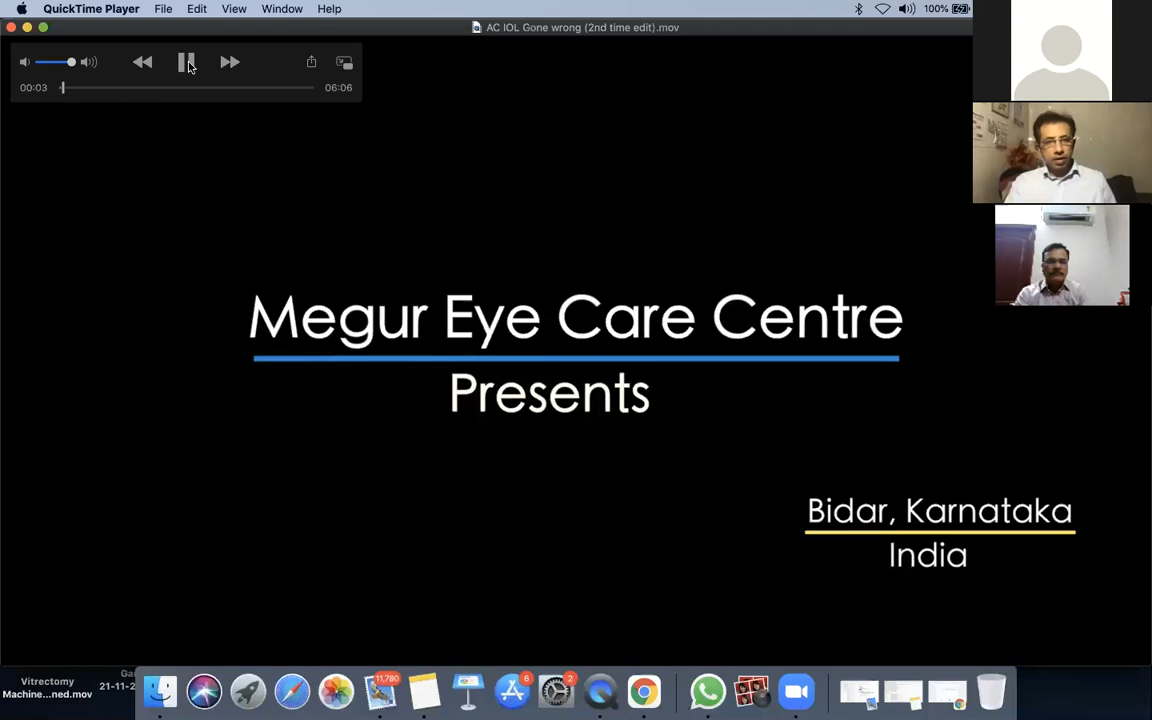 QuickTime Player File Edit View Window Help 100%
AC IOL Gone wrong (2nd time edit).mov
00:03 06:06
Megur Eye Care Centre
Presents
Bidar, Karnataka
India
Vitrectomy
Machine...ned.mov
21-11-2
11,780
6
2